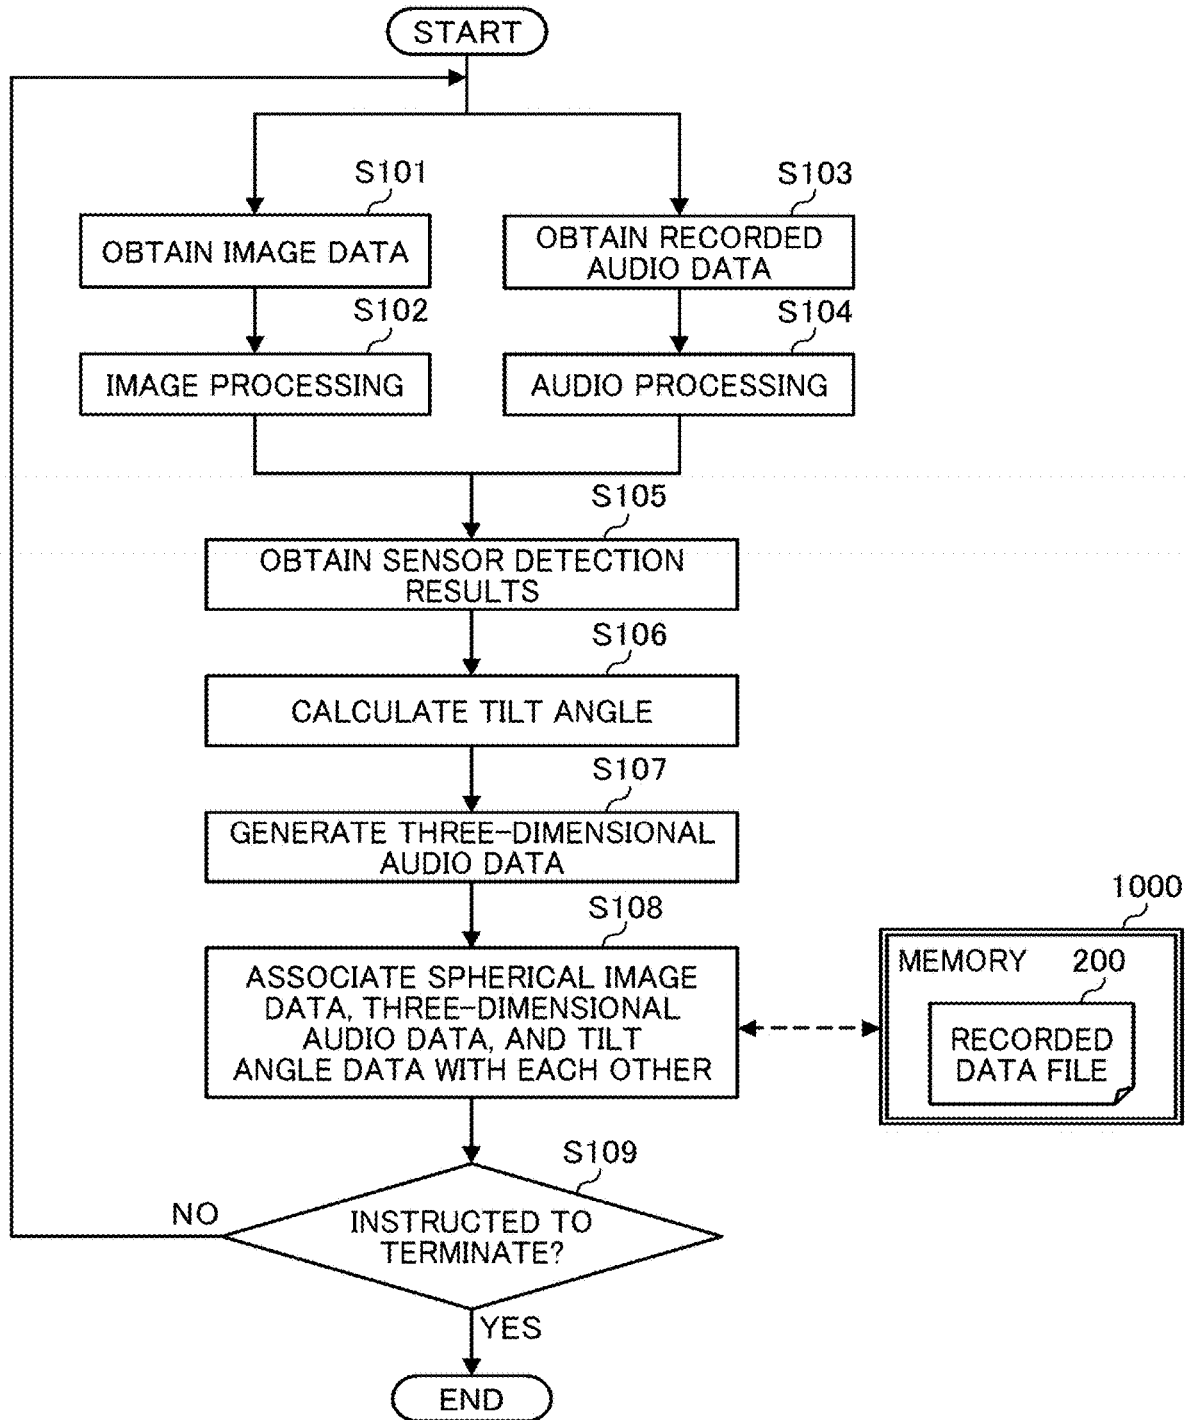 START
S101
OBTAIN IMAGE DATA
S102
IMAGE PROCESSING
S103
OBTAIN RECORDED
AUDIO DATA
S104
AUDIO PROCESSING
S105
OBTAIN SENSOR DETECTION
RESULTS
S106
CALCULATE TILT ANGLE
S107
GENERATE THREE-DIMENSIONAL
AUDIO DATA
S108
ASSOCIATE SPHERICAL IMAGE
DATA, THREE-DIMENSIONAL
AUDIO DATA, AND TILT
ANGLE DATA WITH EACH OTHER
1000
MEMORY
200
RECORDED
DATA FILE
S109
INSTRUCTED TO
TERMINATE?
NO
YES
END